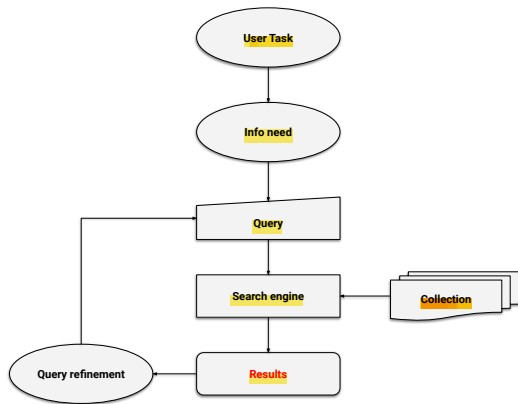 User Task
Info need
Query
Search engine
Collection
Results
Query refinement